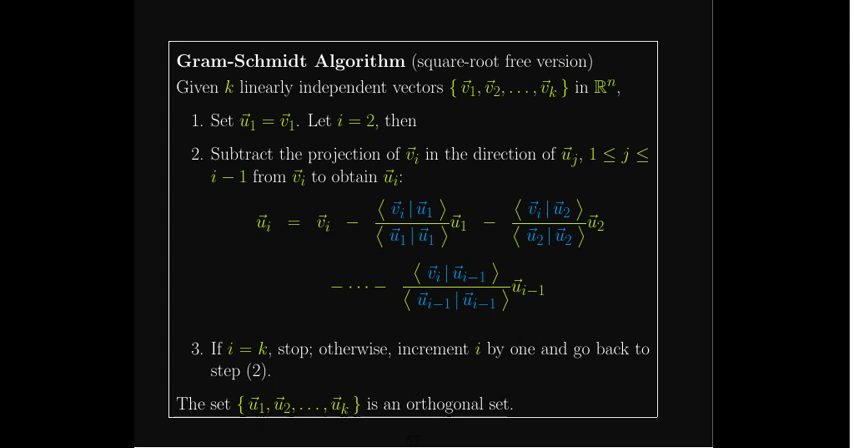 Gram-Schmidt Algorithm (square-root free version)
Given k linearly independent vectors { v⃗₁, v⃗₂, . . . , v⃗ₖ } in ℝⁿ,
1. Set u⃗₁ = v⃗₁. Let i = 2, then
2. Subtract the projection of v⃗ᵢ in the direction of u⃗ⱼ, 1 ≤ j ≤
i − 1 from v⃗ᵢ to obtain u⃗ᵢ:
u⃗ᵢ = v⃗ᵢ − ⟨ v⃗ᵢ | u⃗₁ ⟩ / ⟨ u⃗₁ | u⃗₁ ⟩ u⃗₁ − ⟨ v⃗ᵢ | u⃗₂ ⟩ / ⟨ u⃗₂ | u⃗₂ ⟩ u⃗₂
− · · · − ⟨ v⃗ᵢ | u⃗ᵢ₋₁ ⟩ / ⟨ u⃗ᵢ₋₁ | u⃗ᵢ₋₁ ⟩ u⃗ᵢ₋₁
3. If i = k, stop; otherwise, increment i by one and go back to
step (2).
The set { u⃗₁, u⃗₂, . . . , u⃗ₖ } is an orthogonal set.